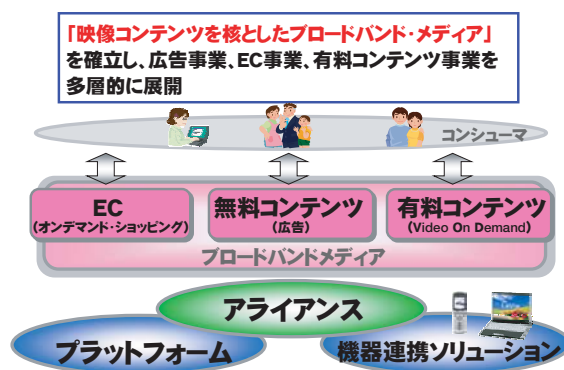 「映像コンテンツを核としたブロードバンド・メディア」
を確立し、広告事業、EC事業、有料コンテンツ事業を
多層的に展開
コンシューマ
EC
(オンデマンド・ショッピング)
無料コンテンツ
(広告)
有料コンテンツ
(Video On Demand)
ブロードバンドメディア
アライアンス
プラットフォーム
機器連携ソリューション